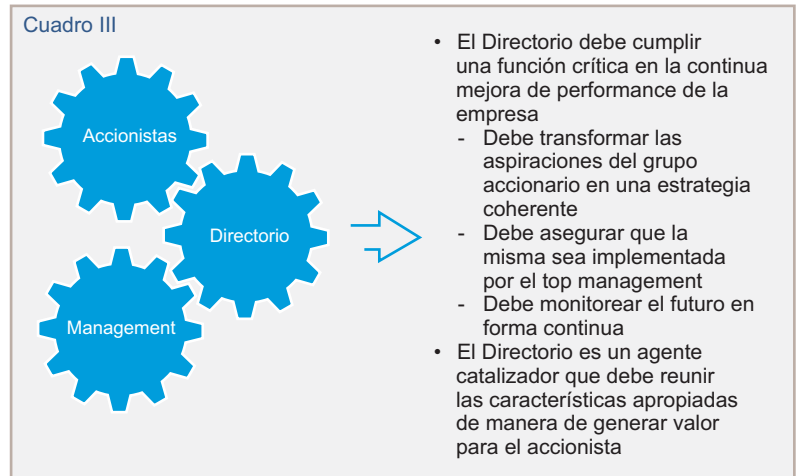 Cuadro III
Accionistas
Directorio
Management
• El Directorio debe cumplir
una función crítica en la continua
mejora de performance de la
empresa
- Debe transformar las
aspiraciones del grupo
accionario en una estrategia
coherente
- Debe asegurar que la
misma sea implementada
por el top management
- Debe monitorear el futuro en
forma continua
• El Directorio es un agente
catalizador que debe reunir
las características apropiadas
de manera de generar valor
para el accionista